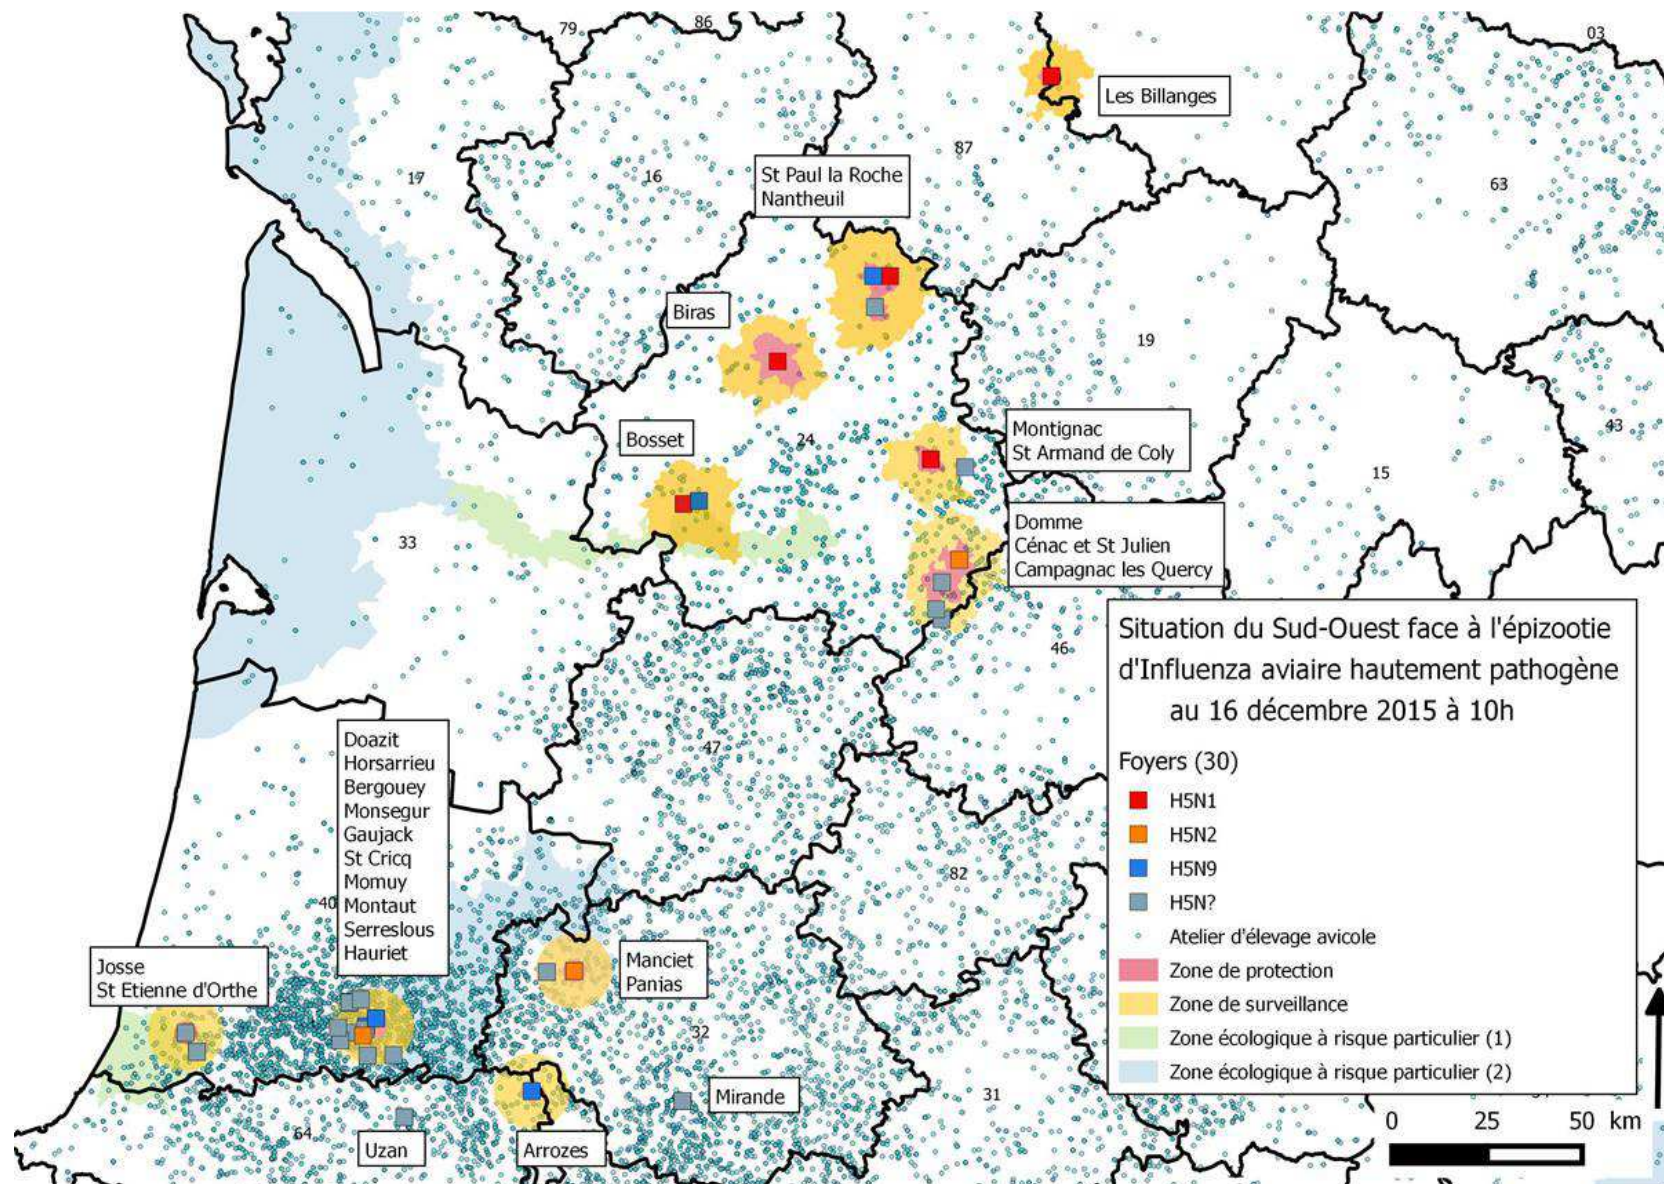 79
86
03
Les Billanges
87
17
16
St Paul la Roche
Nantheuil
63
Biras
19
Bosset
24
Montignac
St Armand de Coly
43
15
33
Domme
Cénac et St Julien
Campagnac les Quercy
46
Situation du Sud-Ouest face à l'épizootie
d'Influenza aviaire hautement pathogène
au 16 décembre 2015 à 10h
Foyers (30)
H5N1
H5N2
H5N9
H5N?
Atelier d'élevage avicole
Zone de protection
Zone de surveillance
Zone écologique à risque particulier (1)
Zone écologique à risque particulier (2)
47
Doazit
Horsarrieu
Bergouey
Monsegur
Gaujack
St Cricq
Momuy
Montaut
Serreslous
Hauriet
82
40
Josse
St Etienne d'Orthe
Manciet
Panias
32
Mirande
31
64
Uzan
Arrozes
0 25 50 km